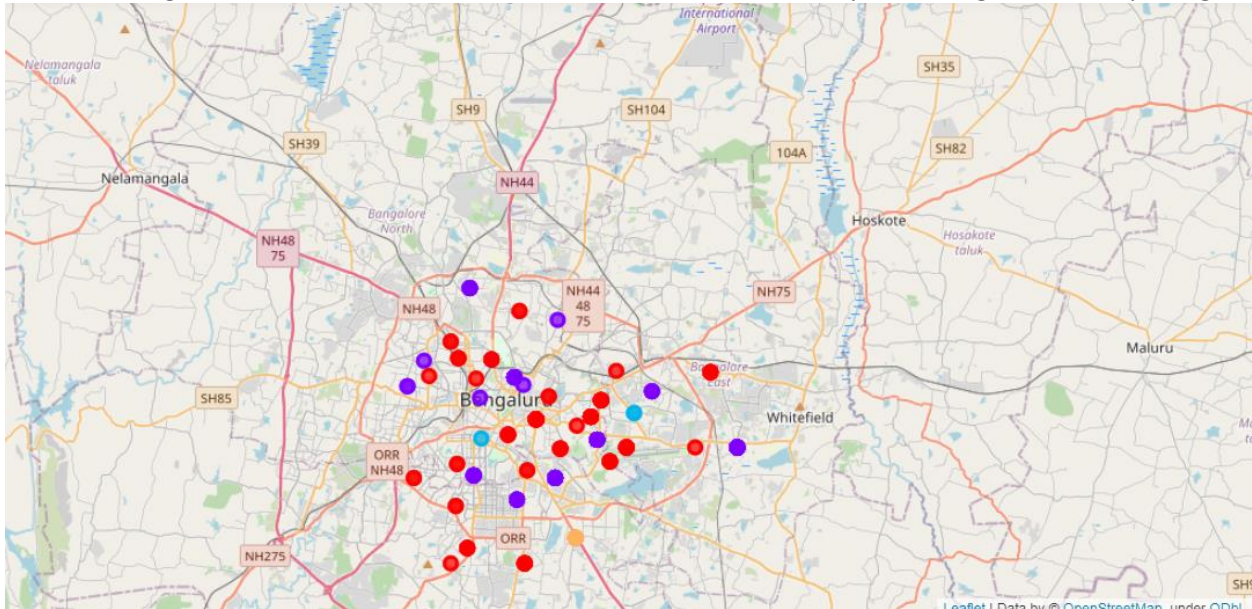 International
Airport
Nelamangala
taluk
SH35
SH9
SH104
SH39
104A
SH82
Nelamangala
NH44
Bangalore
North
Hoskote
Hosakote
taluk
NH48
75
NH75
NH44
48
75
NH48
Maluru
Bangalore
East
SH85
Bengaluru
Whitefield
ORR
NH48
ORR
NH275
Leaflet | Data by © OpenStreetMap, under ODbL